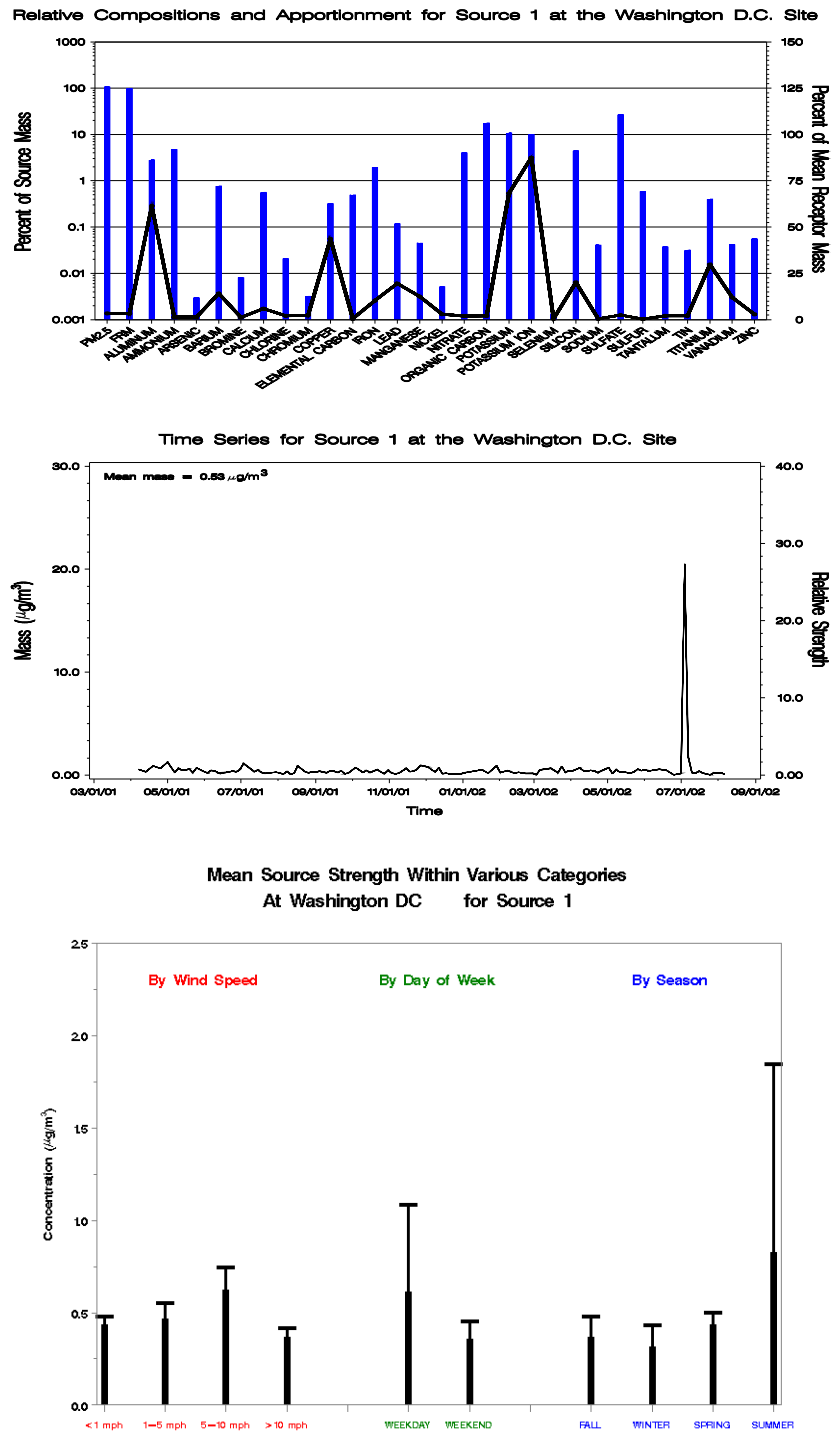 Relative Compositions and Apportionment for Source 1 at the Washington D.C. Site
Percent of Source Mass
1000
100
10
1
0.1
0.01
0.001
150
125
100
75
50
25
0
Percent of Mean Receptor Mass
PM2.5
FRM
ALUMINUM
AMMONIUM
ARSENIC
BARIUM
BROMINE
CALCIUM
CHLORINE
CHROMIUM
COPPER
ELEMENTAL CARBON
IRON
LEAD
MANGANESE
NICKEL
NITRATE
ORGANIC CARBON
POTASSIUM
POTASSIUM ION
SELENIUM
SILICON
SODIUM
SULFATE
SULFUR
TANTALUM
TIN
TITANIUM
VANADIUM
ZINC
Time Series for Source 1 at the Washington D.C. Site
Mean mass = 0.53 μg/m³
Mass (μg/m³)
30.0
20.0
10.0
0.00
40.0
30.0
20.0
10.0
0.00
Relative Strength
03/01/01 05/01/01 07/01/01 09/01/01 11/01/01 01/01/02 03/01/02 05/01/02 07/01/02 09/01/02
Time
Mean Source Strength Within Various Categories
At Washington DC for Source 1
By Wind Speed By Day of Week By Season
Concentration (μg/m³)
2.5
2.0
1.5
1.0
0.5
0.0
<1 mph 1–5 mph 5–10 mph >10 mph WEEKDAY WEEKEND FALL WINTER SPRING SUMMER